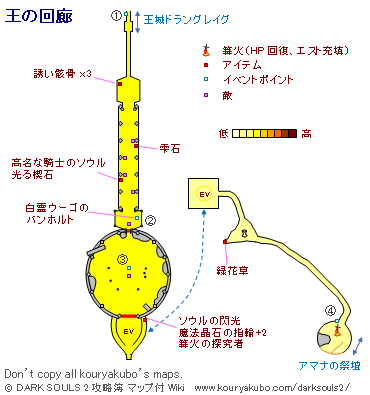 王の回廊
①
王城ドラングレイグ
篝火(HP回復、エスト充填)
アイテム
イベントポイント
敵
低
高
誘い骸骨 ×3
雫石
高名な騎士のソウル
光る楔石
白霊ウーゴの
バンホルト
②
③
EV
EV
緑花草
ソウルの閃光
魔法晶石の指輪+2
篝火の探究者
④
アマナの祭壇
Don't copy all kouryakubo's maps.
© DARK SOULS 2 攻略簿 マップ付 Wiki www.kouryakubo.com/darksouls2/